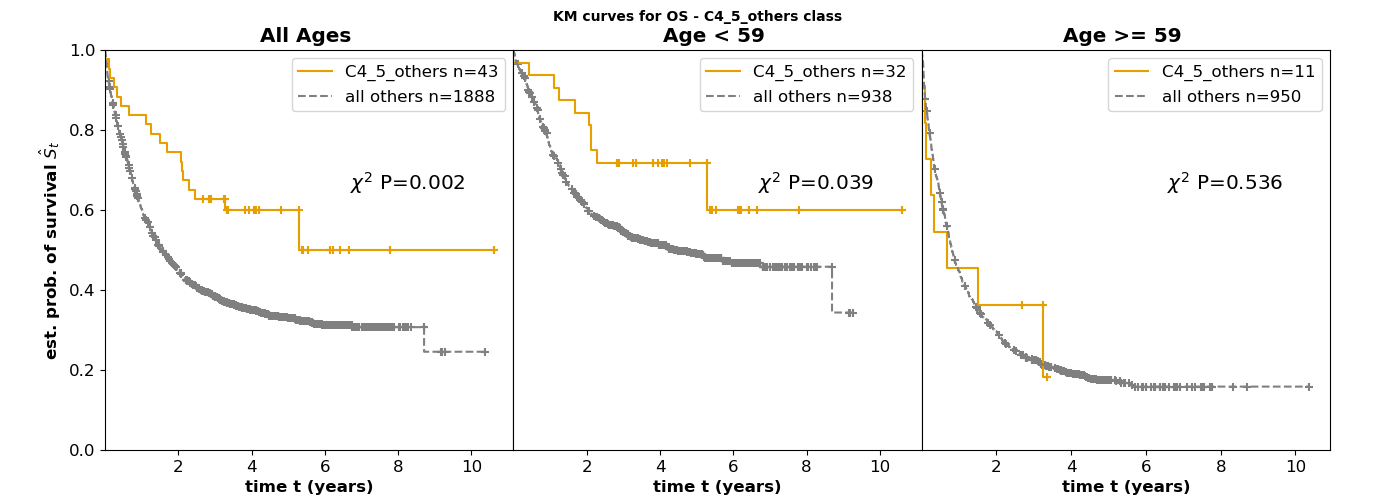 KM curves for OS - C4_5_others class
All Ages
Age < 59
Age >= 59
C4_5_others n=43
all others n=1888
C4_5_others n=32
all others n=938
C4_5_others n=11
all others n=950
χ² P=0.002
χ² P=0.039
χ² P=0.536
est. prob. of survival Ŝₜ
1.0
0.8
0.6
0.4
0.2
0.0
2 4 6 8 10
2 4 6 8 10
2 4 6 8 10
time t (years)
time t (years)
time t (years)